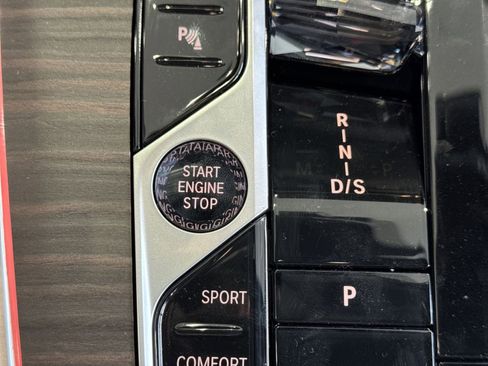 P
R
N
D/S
START
ENGINE
STOP
P
SPORT
COMFORT